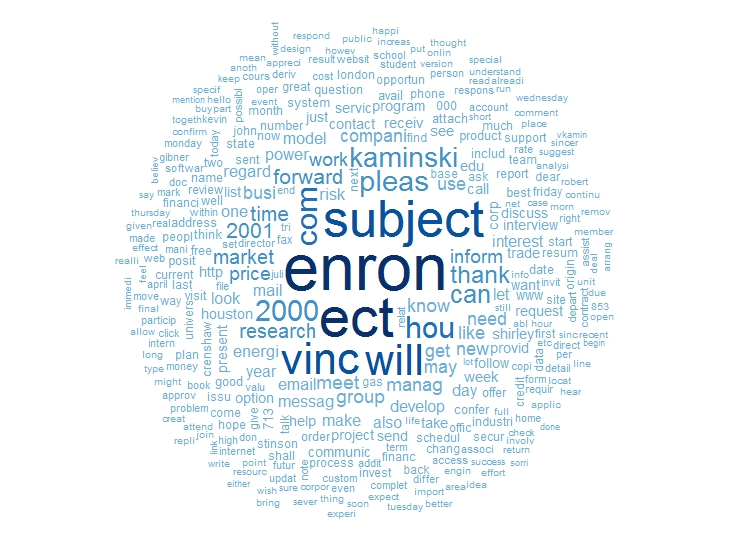 without
respond public happi
mean design howev increas put onlin thought
anoth appreci result websit school student version special
keep cours deriv cost london opportun person understand
specif oper great question avail phone respons readalreadi
mention hello possibl event system servic program 000 account wednesday
buy part month just contact receiv attach short comment
togeth kevin today john now number compani find see much place
confirm state model product rate vkamin
monday sent power work kaminski edu includ support sincer
gibner two regard forward pleas team suggest
softwar name busi end risk next base ask report analysi
believ doc review list use call best friday dear robert
say mark financi well one time com corp net case continu
thursday within 2001 tri discuss morn remov
given real address set director fax subject interview right member
made peopl think market interest start assist
effect mani free juli inform trade resum deal
realli wed posit http price enron thank info date origin arrang
feel current file mail can want invit unit
immedi april last look 2000 ect let www site depart due
move way visit hou relat know still request contract 853
final univers houston research need abl hour open
particip energi like shirley first sinc recent
allow click crenshaw present vinc will get new provid data etc direct
intern year may lot follow copi per begin
long plan email meet gas manag week detail line
type money valu day offer credit form locat
might book good option messag group requir hear
approv issu develop confer full applic
problem come give 713 talk help make also life take offic industri home
creat attend hope order project send schedul secur check done
repli join link high don stinson communic term chang associ involv
internet shall financ access success return
write point futur note process addit back engin sorri
resourc updat invest differ effort
either custom complet area idea
wish sure corpor even import
bring sever thing expect better
soon tuesday
experi